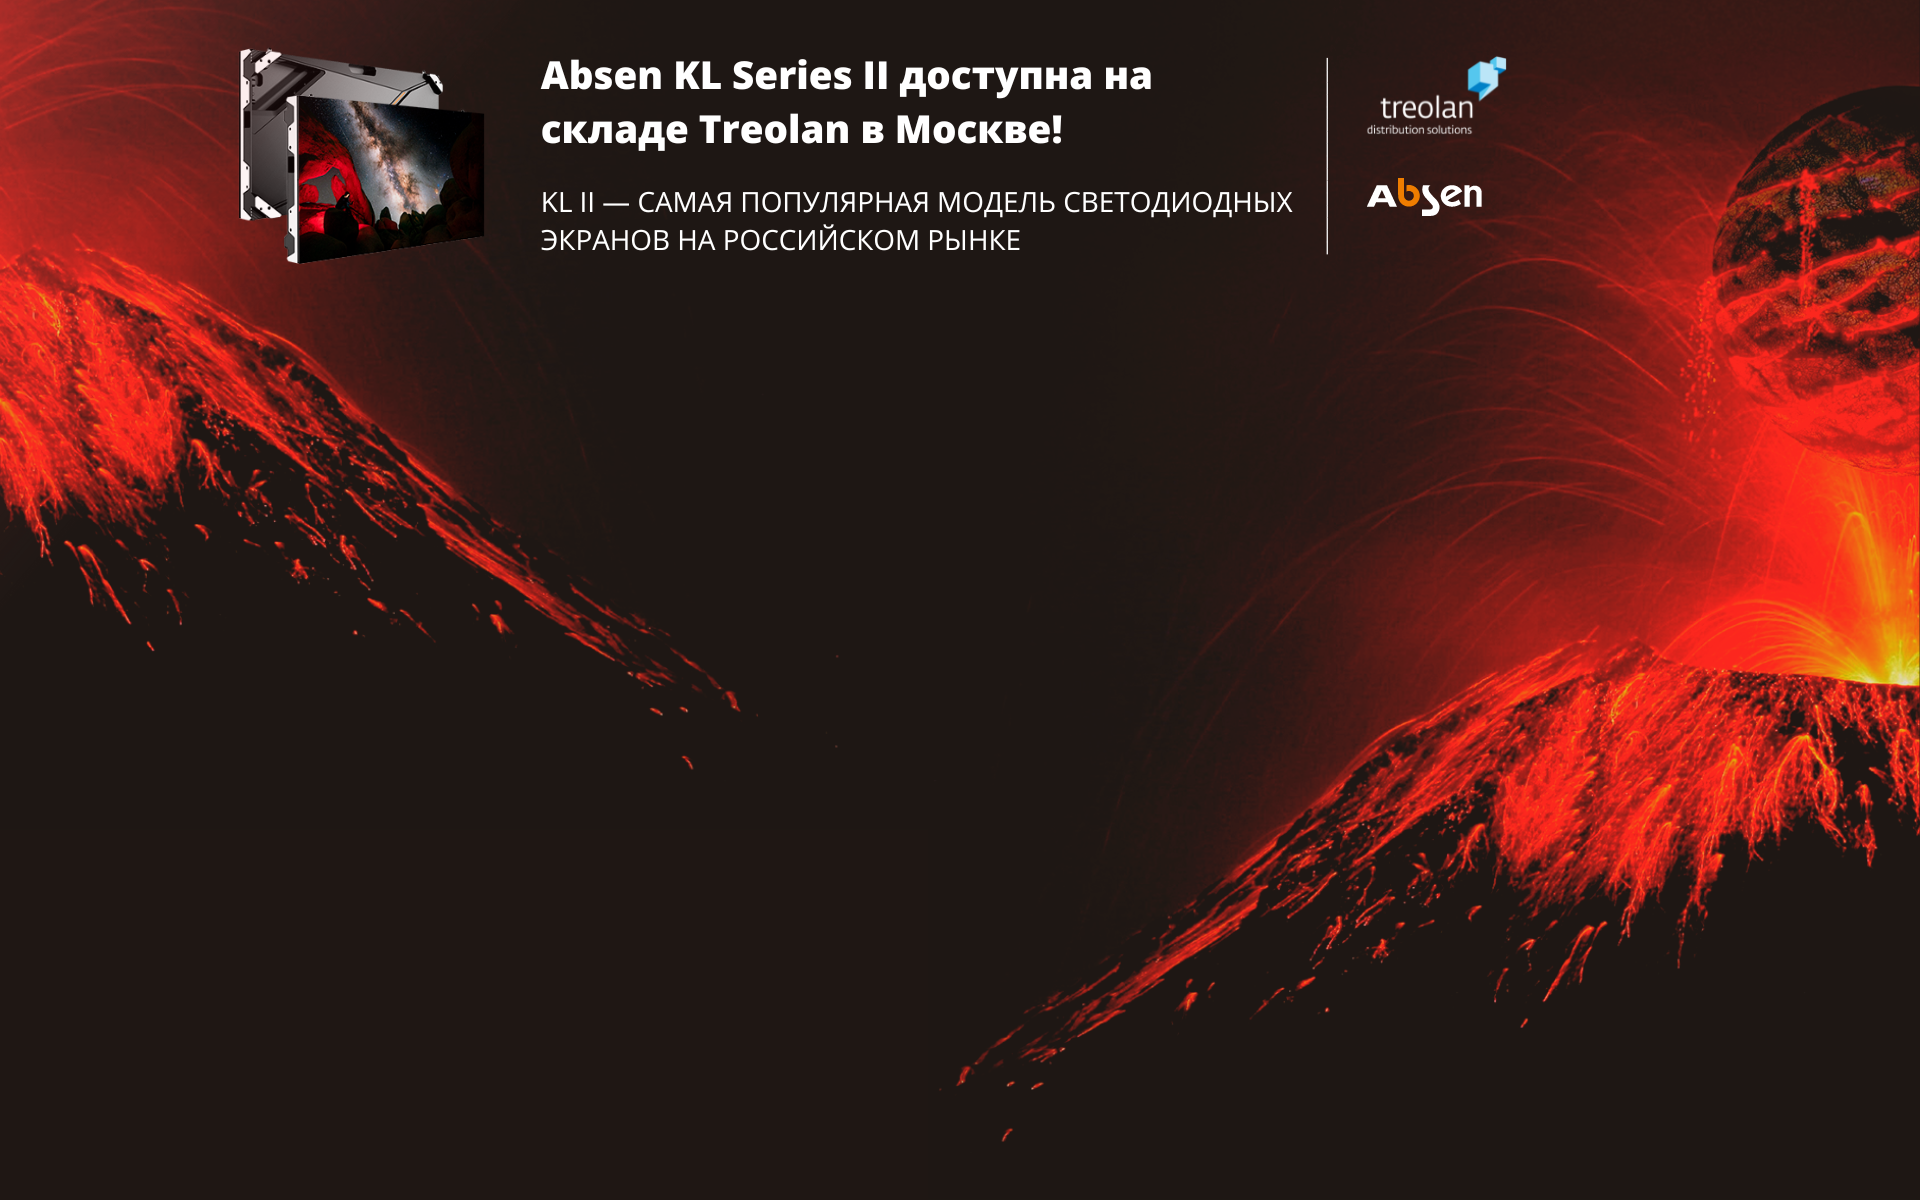 Absen KL Series II доступна на
складе Treolan в Москве!
KL II — САМАЯ ПОПУЛЯРНАЯ МОДЕЛЬ СВЕТОДИОДНЫХ
ЭКРАНОВ НА РОССИЙСКОМ РЫНКЕ
treolan
distribution solutions
Absen